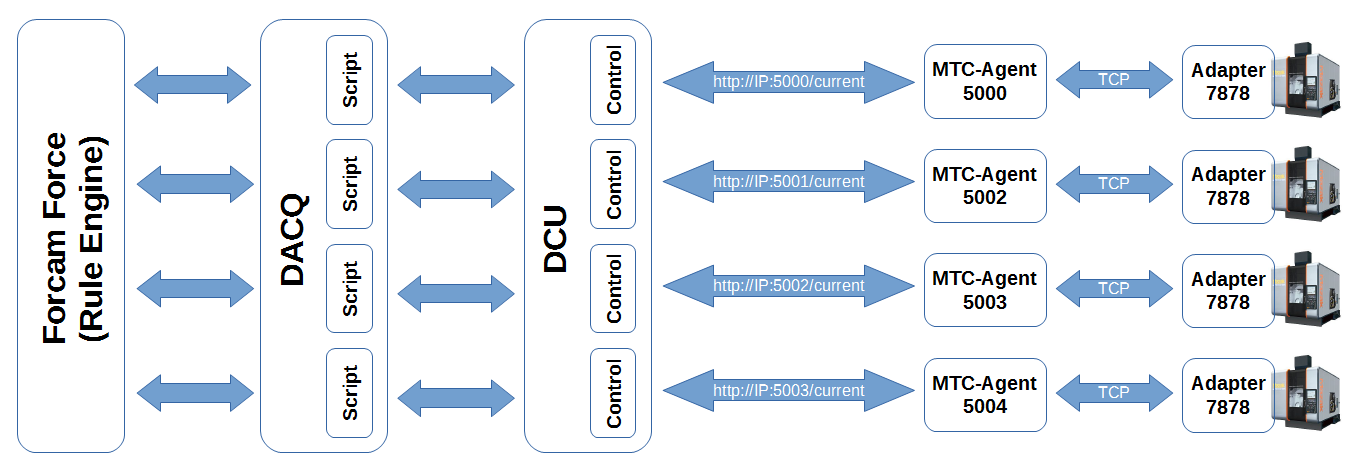 Forcam Force
(Rule Engine)
DACQ
Script
Script
Script
Script
DCU
Control
Control
Control
Control
http://IP:5000/current
MTC-Agent
5000
TCP
Adapter
7878
http://IP:5001/current
MTC-Agent
5002
TCP
Adapter
7878
http://IP:5002/current
MTC-Agent
5003
TCP
Adapter
7878
http://IP:5003/current
MTC-Agent
5004
TCP
Adapter
7878